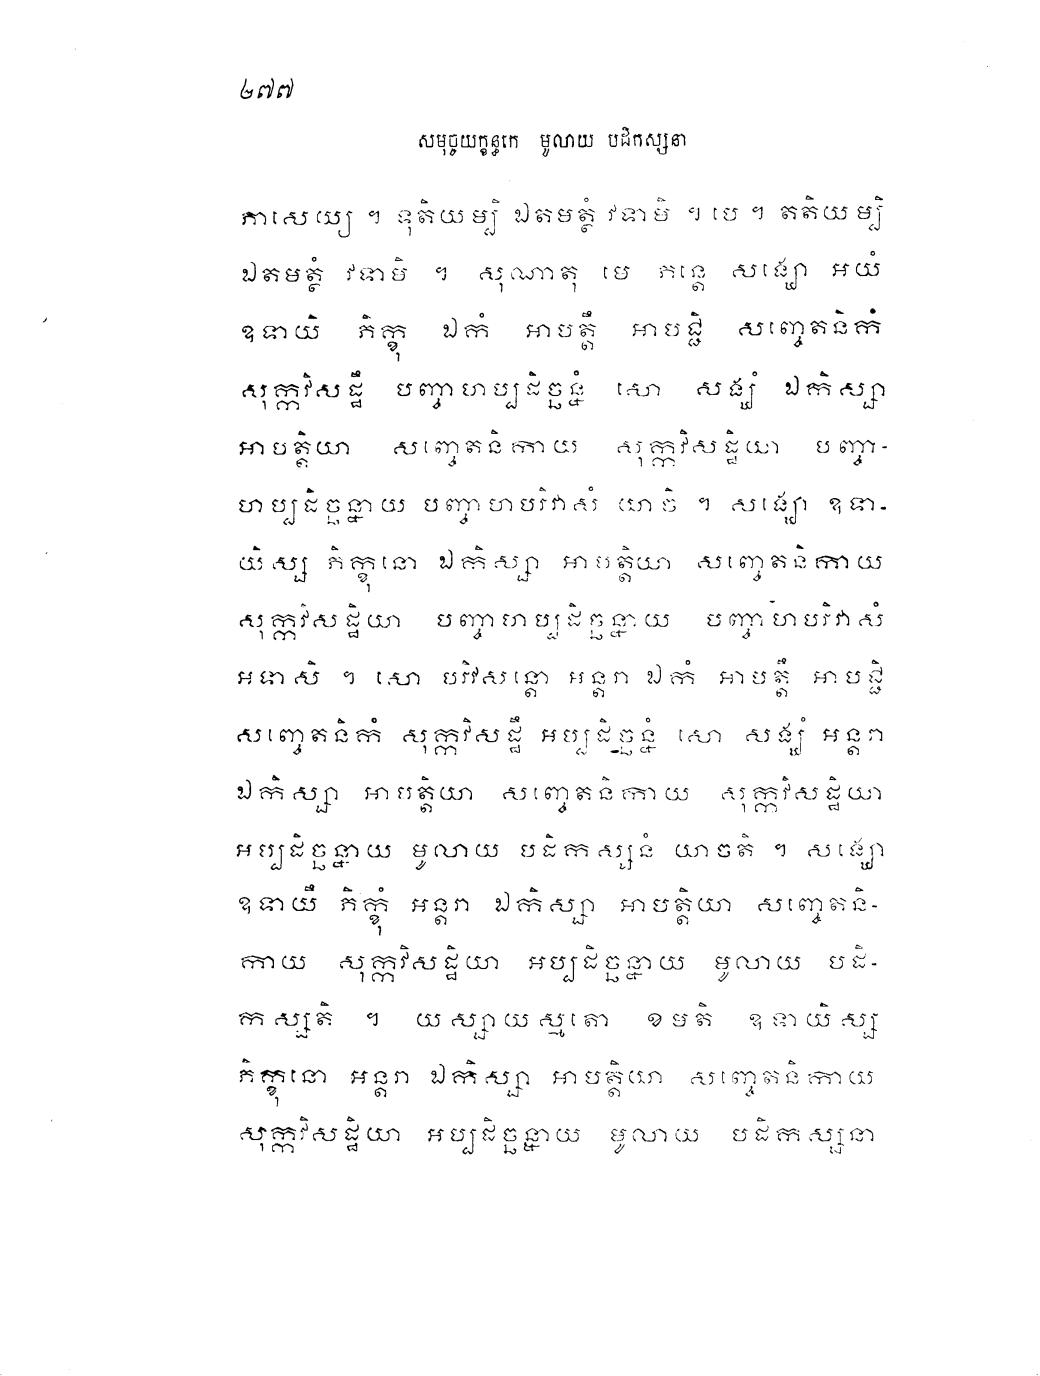 ២៧៧
សមុច្ចយក្ខន្ធកេ មូលាយ បដិកស្សនា
ភាសេយ្យ ។ ទុតិយម្បិ ឯតមត្ថំ វទាមិ ។ បេ ។ តតិយម្បិ
ឯតមត្ថំ វទាមិ ។ សុណាតុ មេ ភន្តេ សង្ឃោ អយំ
ឧទាយិ ភិក្ខុ ឯកំ អាបត្តឹ អាបជ្ជិ សញ្ចេតនិកំ
សុក្កវិសដ្ឋឹ បញ្ចាហប្បដិច្ឆន្នំ សោ សង្ឃំ ឯកិស្សា
អាបត្តិយា សញ្ចេតនិកាយ សុក្កវិសដ្ឋិយា បញ្ចា-
ហប្បដិច្ឆន្នាយ បញ្ចាហបរិវាសំ យាចិ ។ សង្ឃោ ឧទា-
យិស្ស ភិក្ខុនោ ឯកិស្សា អាបត្តិយា សញ្ចេតនិកាយ
សុក្កវិសដ្ឋិយា បញ្ចាហប្បដិច្ឆន្នាយ បញ្ចាហបរិវាសំ
អទាសិ ។ សោ បរិវសន្តោ អន្តរា ឯកំ អាបត្តឹ អាបជ្ជិ
សញ្ចេតនិកំ សុក្កវិសដ្ឋឹ អប្បដិច្ឆន្នំ សោ សង្ឃំ អន្តរា
ឯកិស្សា អាបត្តិយា សញ្ចេតនិកាយ សុក្កវិសដ្ឋិយា
អប្បដិច្ឆន្នាយ មូលាយ បដិកស្សនំ យាចតិ ។ សង្ឃោ
ឧទាយឹ ភិក្ខុំ អន្តរា ឯកិស្សា អាបត្តិយា សញ្ចេតនិ-
កាយ សុក្កវិសដ្ឋិយា អប្បដិច្ឆន្នាយ មូលាយ បដិ-
កស្សតិ ។ យស្សាយស្មតោ ខមតិ ឧទាយិស្ស
ភិក្ខុនោ អន្តរា ឯកិស្សា អាបត្តិយា សញ្ចេតនិកាយ
សុក្កវិសដ្ឋិយា អប្បដិច្ឆន្នាយ មូលាយ បដិកស្សនា